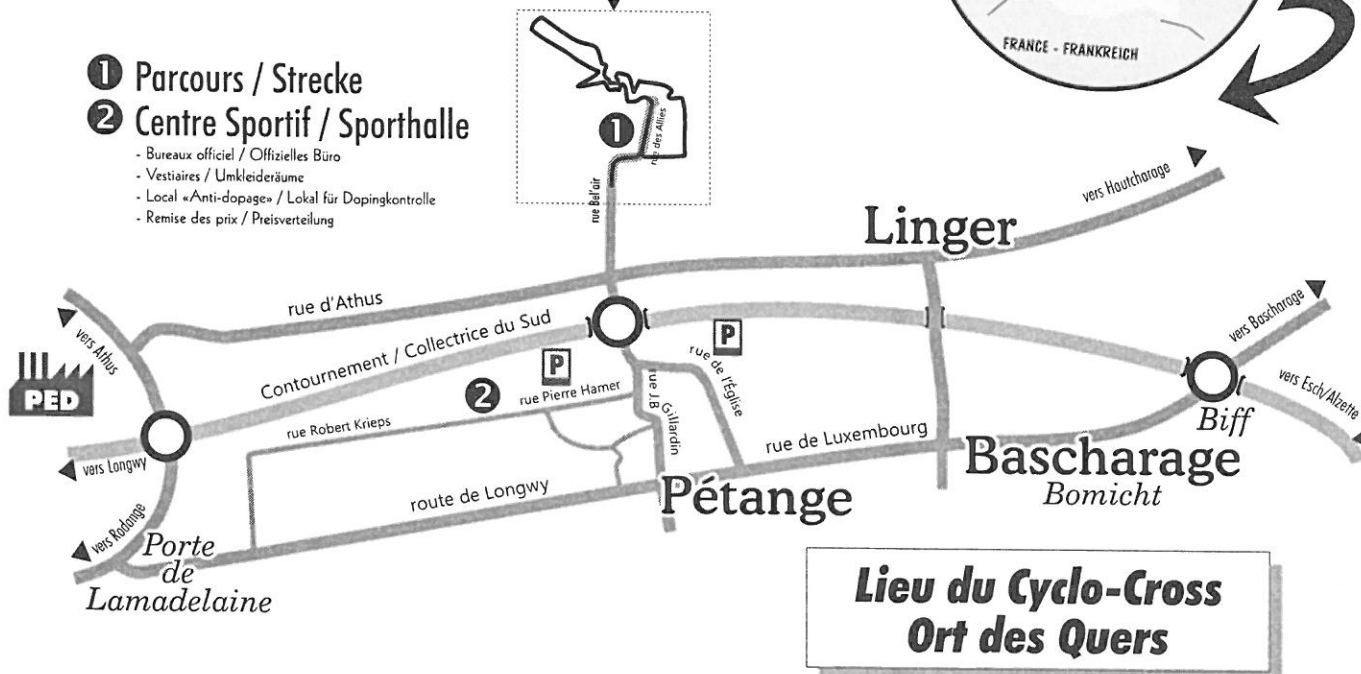 FRANCE - FRANKREICH
1 Parcours / Strecke
2 Centre Sportif / Sporthalle
- Bureaux officiel / Offizielles Büro
- Vestiaires / Umkleideräume
- Local «Anti-dopage» / Lokal für Dopingkontrolle
- Remise des prix / Preisverteilung
1
rue des Alliés
rue Bel'air
vers Hautcharage
Linger
rue d'Athus
vers Athus
PED
Contournement / Collectrice du Sud
P
P
vers Bascharage
vers Esch/Alzette
2
rue Pierre Hamer
rue J.B Gillardin
rue de l'Église
rue Robert Krieps
Biff
vers Longwy
rue de Luxembourg
Bascharage
Bomicht
route de Longwy
Pétange
vers Rodange
Porte
de
Lamadelaine
Lieu du Cyclo-Cross
Ort des Quers